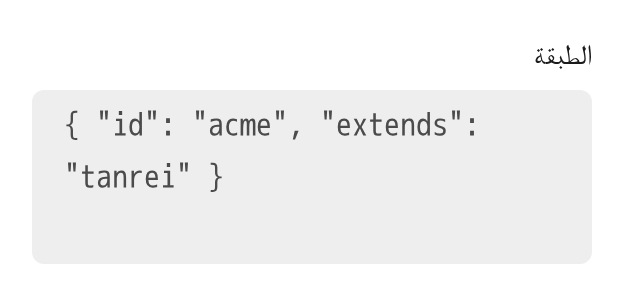 الطبقة
{ "id": "acme", "extends":
"tanrei" }